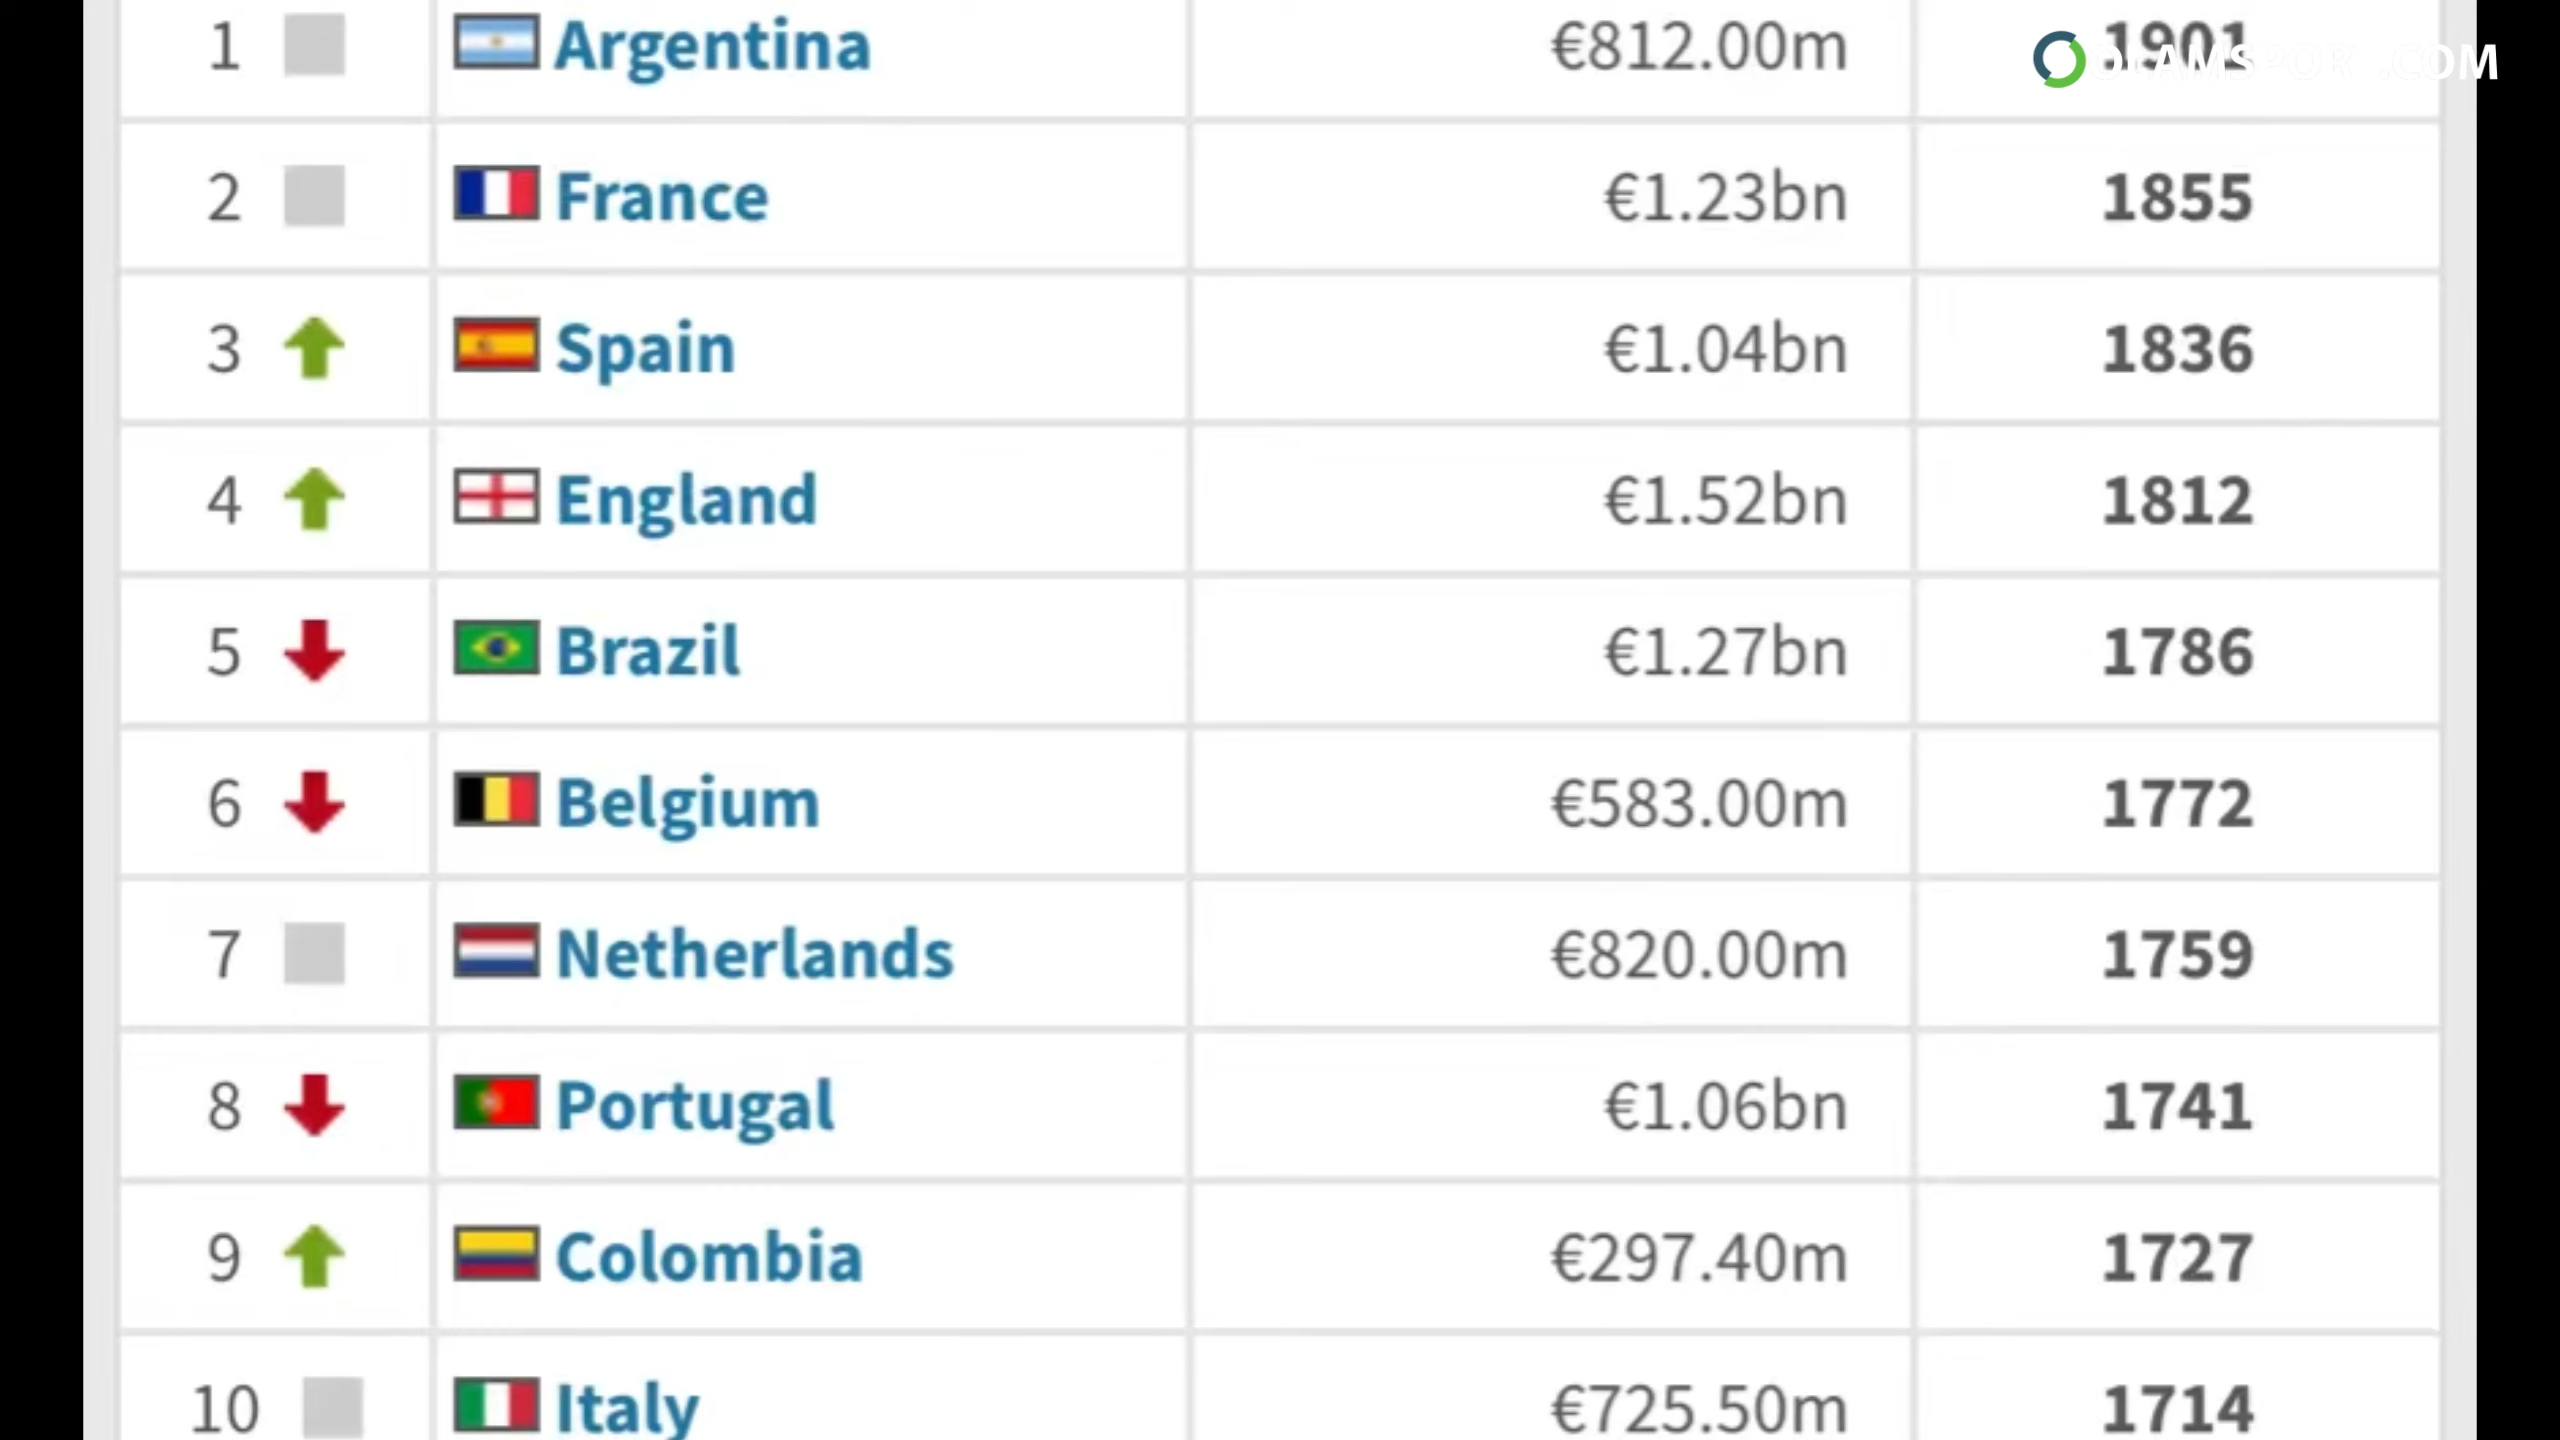 1 Argentina €812.00m 1901
.COM
2 France €1.23bn 1855
3 Spain €1.04bn 1836
4 England €1.52bn 1812
5 Brazil €1.27bn 1786
6 Belgium €583.00m 1772
7 Netherlands €820.00m 1759
8 Portugal €1.06bn 1741
9 Colombia €297.40m 1727
10 Italy €725.50m 1714